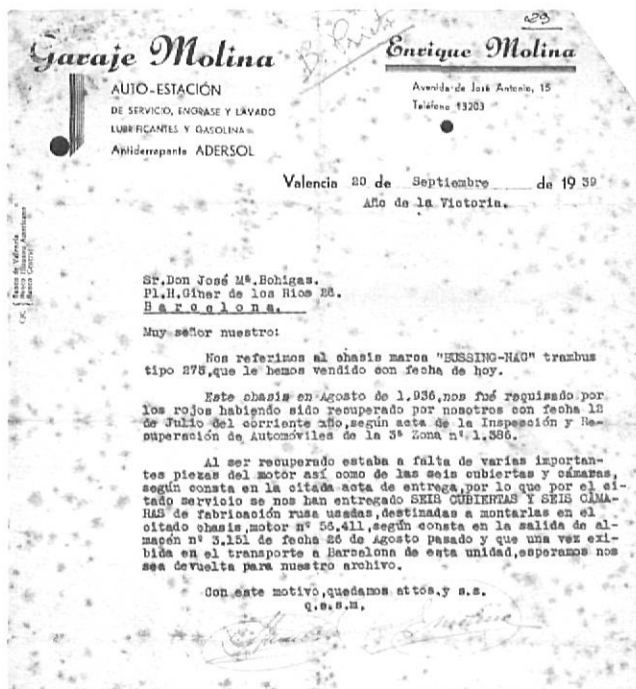 Garaje Molina
AUTO-ESTACIÓN
DE SERVICIO, ENGRASE Y LAVADO
LUBRIFICANTES Y GASOLINA
Antiderrapante ADERSOL
Enrique Molina
Avenida de José Antonio, 15
Teléfono 13203
Valencia 20 de Septiembre de 1939
Año de la Victoria.
Banco de Valencia
Banco Hispano Americano
Banco Central
Sr.Don José Mª.Bohigas.
Pl.H.Giner de los Rios 26.
Barcelona.
Muy señor nuestro:
Nos referimos al chasis marca "BUSSING-NAG" trambus
tipo 275,que le hemos vendido con fecha de hoy.
Este chasis en Agosto de 1.936,nos fué requisado por
los rojos habiendo sido recuperado por nosotros con fecha 12
de Julio del corriente año,según acta de la Inspección y Re-
cuperación de Automóviles de la 3ª Zona nº 1.386.
Al ser recuperado estaba a falta de varias importan-
tes piezas del motor así como de las seis cubiertas y cámaras,
según consta en la citada acta de entrega,por lo que por el ci-
tado servicio se nos han entregado SEIS CUBIERTAS Y SEIS CÁMA-
RAS de fabricación rusa usadas,destinadas a montarlas en el
citado chasis,motor nº 56.411,según consta en la salida de al-
macén nº 3.151 de fecha 26 de Agosto pasado y que una vez exi-
bida en el transporte a Barcelona de esta unidad,esperamos nos
sea devuelta para nuestro archivo.
Con este motivo,quedamos attos.y s.s.
q.e.s.m.